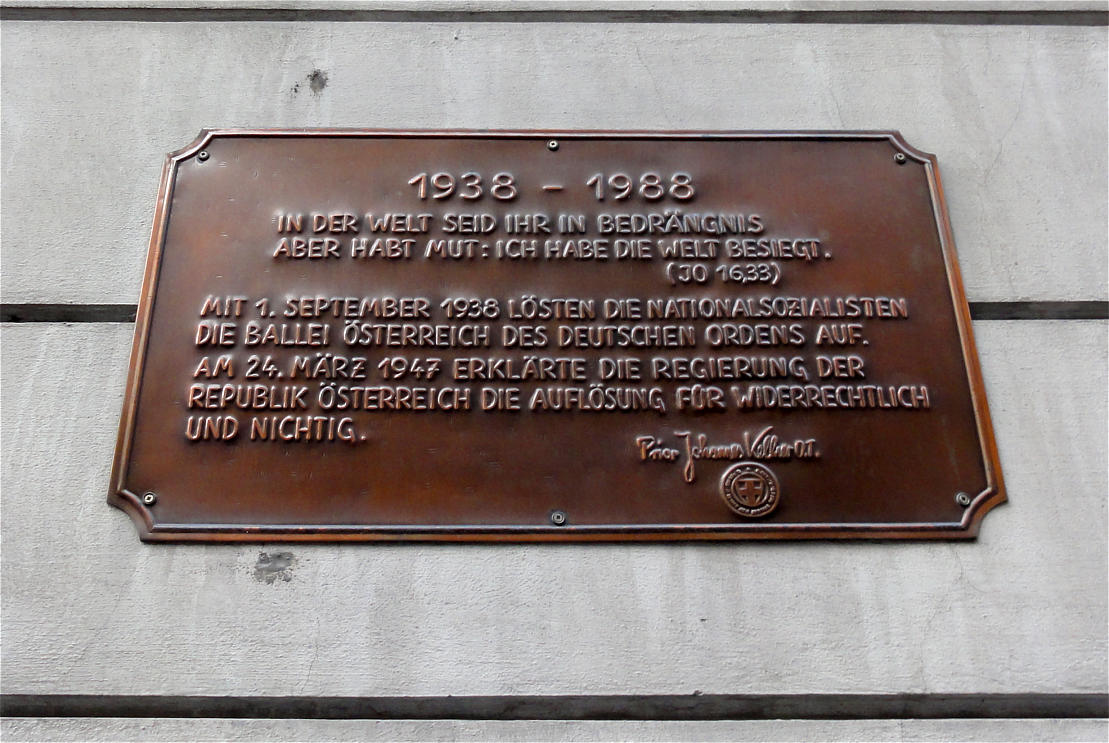 1938 - 1988
IN DER WELT SEID IHR IN BEDRÄNGNIS
ABER HABT MUT: ICH HABE DIE WELT BESIEGT.
(JO 16,33)
MIT 1. SEPTEMBER 1938 LÖSTEN DIE NATIONALSOZIALISTEN
DIE BALLEI ÖSTERREICH DES DEUTSCHEN ORDENS AUF.
AM 24. MÄRZ 1947 ERKLÄRTE DIE REGIERUNG DER
REPUBLIK ÖSTERREICH DIE AUFLÖSUNG FÜR WIDERRECHTLICH
UND NICHTIG.
Prior Johannes Keller O.T.